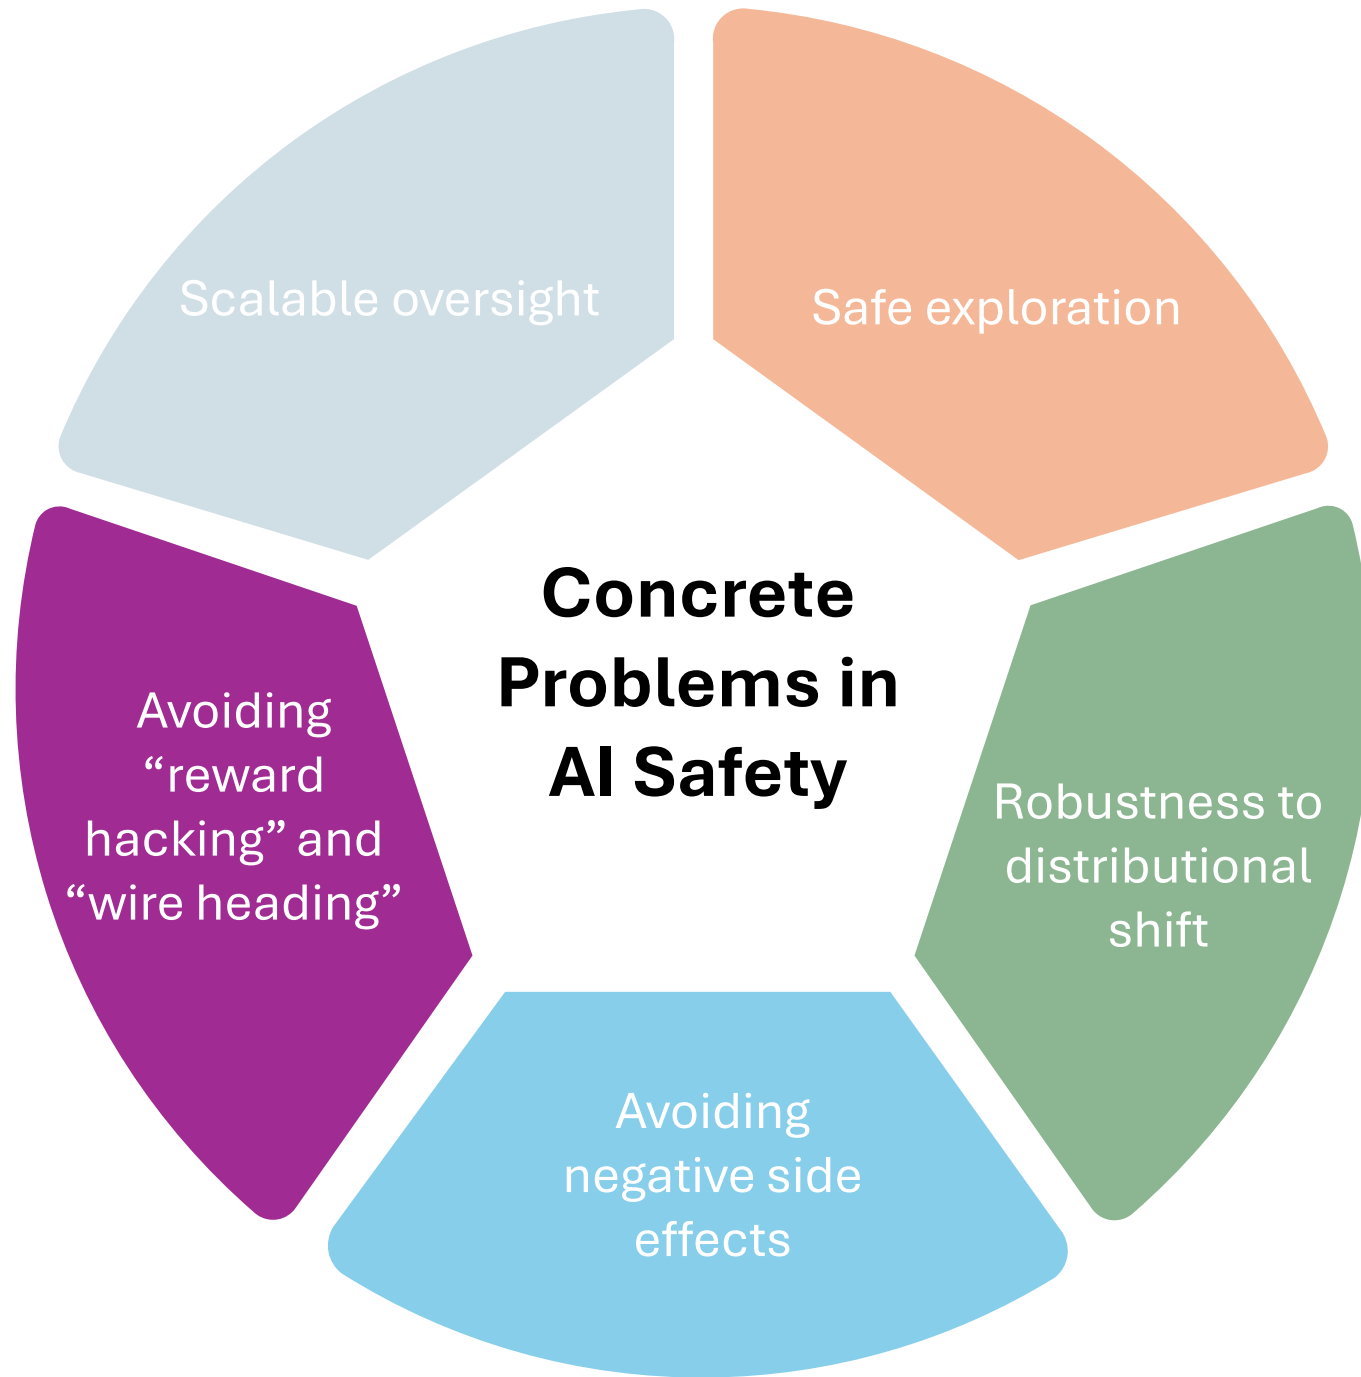 Scalable oversight
Safe exploration
Concrete
Problems in
AI Safety
Avoiding
“reward
hacking” and
“wire heading”
Robustness to
distributional
shift
Avoiding
negative side
effects